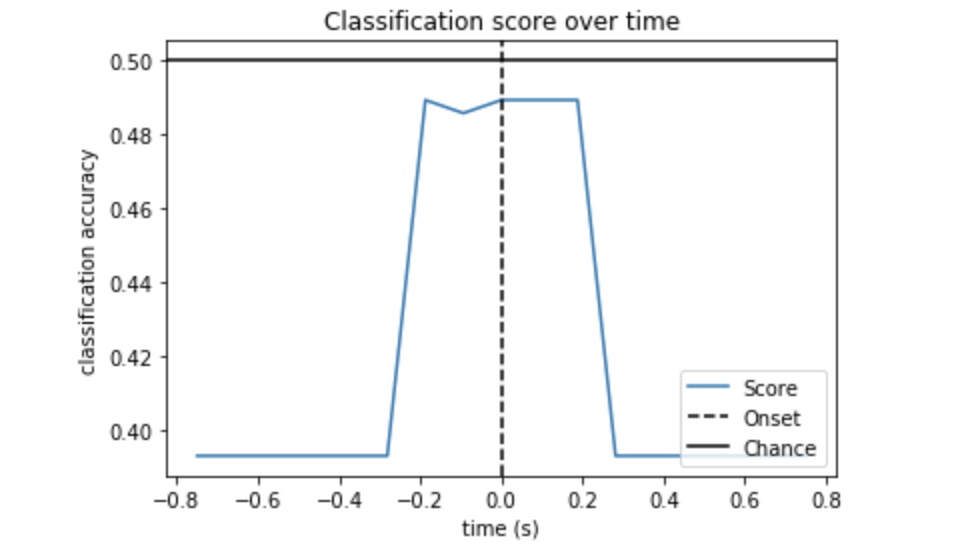 Classification score over time
classification accuracy
0.50
0.48
0.46
0.44
0.42
0.40
Score
Onset
Chance
−0.8 −0.6 −0.4 −0.2 0.0 0.2 0.4 0.6 0.8
time (s)